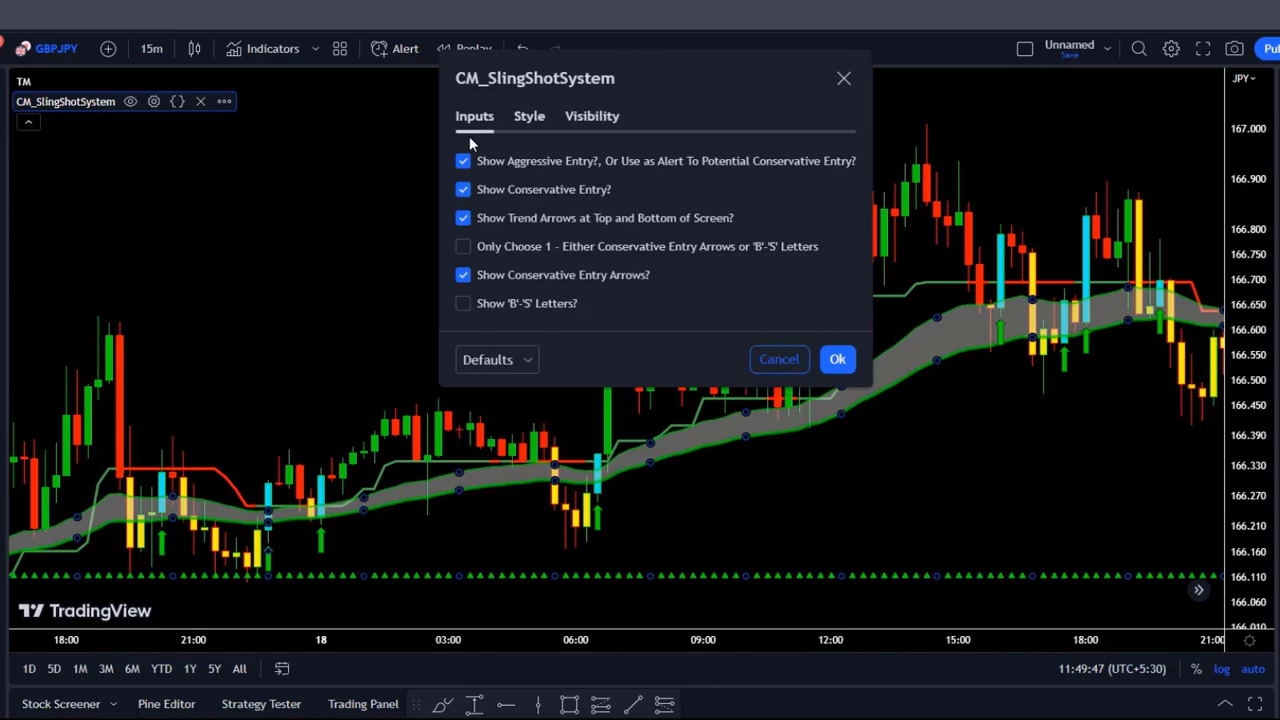 GBPJPY
15m
Indicators
Alert
Replay
Unnamed
Save
Pu
TM
CM_SlingShotSystem
CM_SlingShotSystem
Inputs
Style
Visibility
Show Aggressive Entry?, Or Use as Alert To Potential Conservative Entry?
Show Conservative Entry?
Show Trend Arrows at Top and Bottom of Screen?
Only Choose 1 - Either Conservative Entry Arrows or 'B'-'S' Letters
Show Conservative Entry Arrows?
Show 'B'-'S' Letters?
Defaults
Cancel
Ok
JPY
167.000
166.900
166.800
166.750
166.700
166.650
166.600
166.550
166.500
166.450
166.390
166.330
166.270
166.210
166.160
166.110
166.060
166.010
TradingView
18:00
21:00
18
03:00
06:00
09:00
12:00
15:00
18:00
21:00
1D
5D
1M
3M
6M
YTD
1Y
5Y
All
11:49:47 (UTC+5:30)
%
log
auto
Stock Screener
Pine Editor
Strategy Tester
Trading Panel